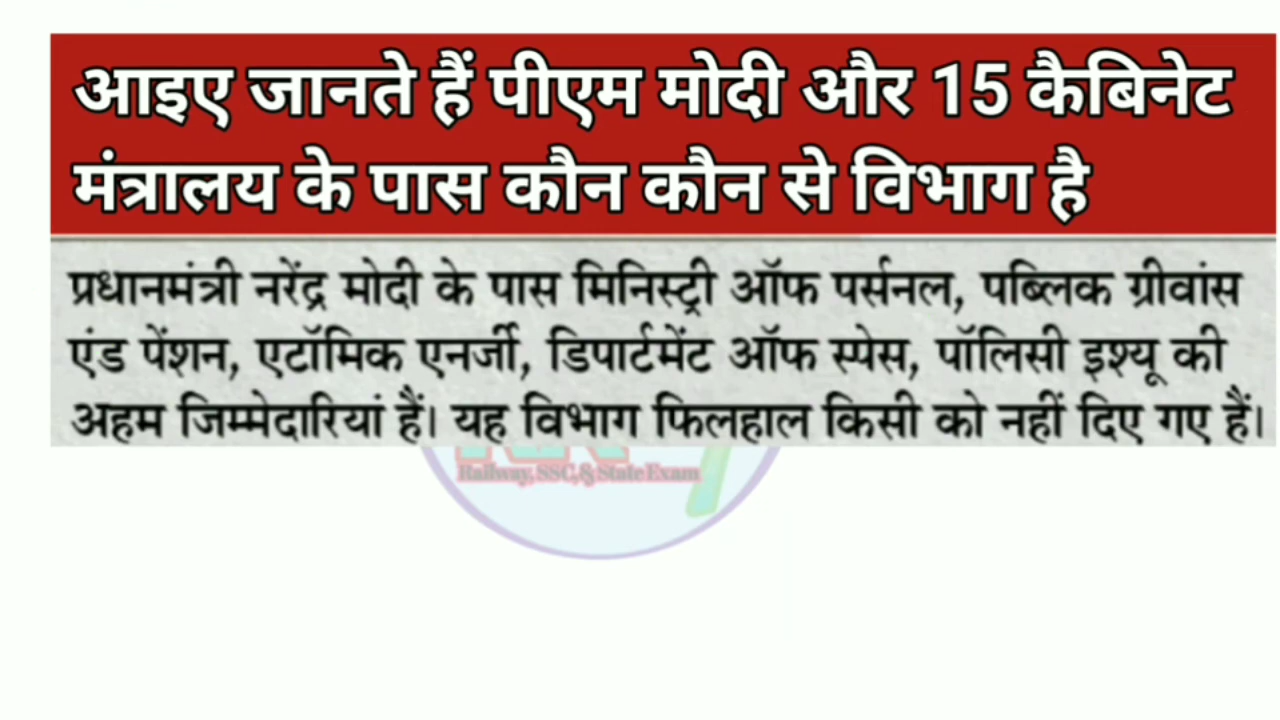 आइए जानते हैं पीएम मोदी और 15 कैबिनेट
मंत्रालय के पास कौन कौन से विभाग है
प्रधानमंत्री नरेंद्र मोदी के पास मिनिस्ट्री ऑफ पर्सनल, पब्लिक ग्रीवांस
एंड पेंशन, एटॉमिक एनर्जी, डिपार्टमेंट ऑफ स्पेस, पॉलिसी इश्यू की
अहम जिम्मेदारियां हैं। यह विभाग फिलहाल किसी को नहीं दिए गए हैं।
Railway, SSC, & State Exam